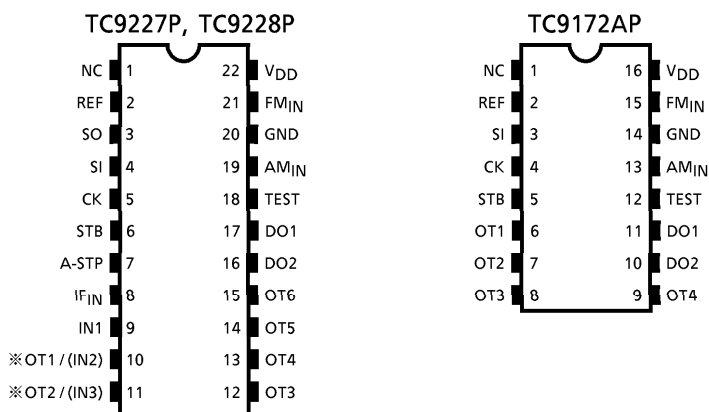 TC9227P, TC9228P
NC 1 22 VDD
REF 2 21 FMIN
SO 3 20 GND
SI 4 19 AMIN
CK 5 18 TEST
STB 6 17 DO1
A-STP 7 16 DO2
IFIN 8 15 OT6
IN1 9 14 OT5
※OT1/(IN2) 10 13 OT4
※OT2/(IN3) 11 12 OT3
TC9172AP
NC 1 16 VDD
REF 2 15 FMIN
SI 3 14 GND
CK 4 13 AMIN
STB 5 12 TEST
OT1 6 11 DO1
OT2 7 10 DO2
OT3 8 9 OT4